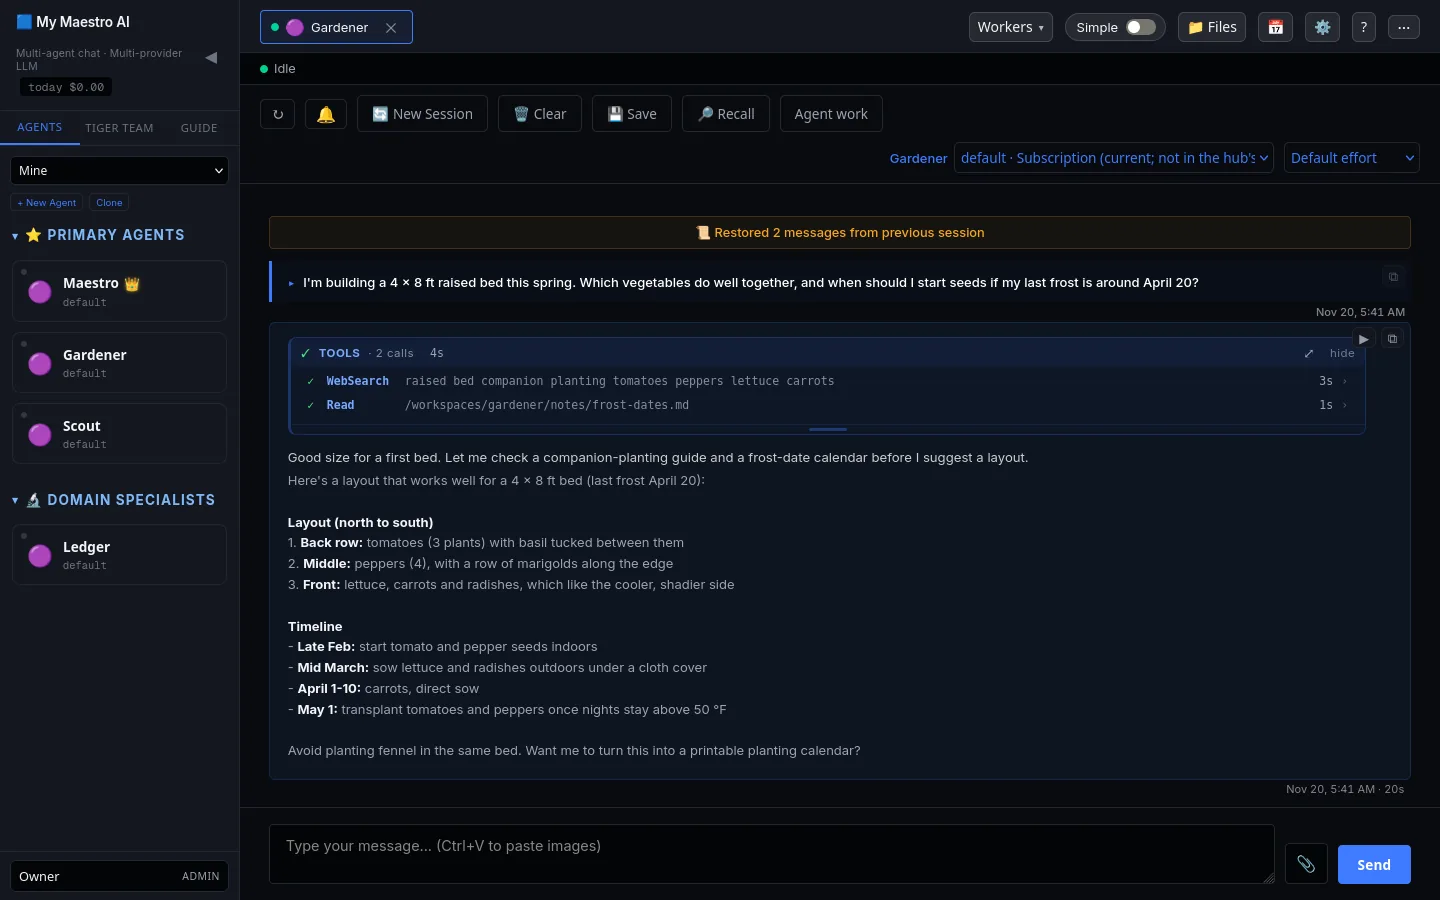 My Maestro AI
Multi-agent chat · Multi-provider
LLM
today $0.00
AGENTS
TIGER TEAM
GUIDE
Mine
+ New Agent
Clone
PRIMARY AGENTS
Maestro
default
Gardener
default
Scout
default
DOMAIN SPECIALISTS
Ledger
default
Owner
ADMIN
Gardener
Workers
Simple
Files
?
...
Idle
New Session
Clear
Save
Recall
Agent work
Gardener
default · Subscription (current; not in the hub's
Default effort
Restored 2 messages from previous session
I'm building a 4 × 8 ft raised bed this spring. Which vegetables do well together, and when should I start seeds if my last frost is around April 20?
Nov 20, 5:41 AM
✓ TOOLS · 2 calls 4s
hide
✓ WebSearch raised bed companion planting tomatoes peppers lettuce carrots 3s ›
✓ Read /workspaces/gardener/notes/frost-dates.md 1s ›
Good size for a first bed. Let me check a companion-planting guide and a frost-date calendar before I suggest a layout.
Here's a layout that works well for a 4 × 8 ft bed (last frost April 20):
Layout (north to south)
1. Back row: tomatoes (3 plants) with basil tucked between them
2. Middle: peppers (4), with a row of marigolds along the edge
3. Front: lettuce, carrots and radishes, which like the cooler, shadier side
Timeline
- Late Feb: start tomato and pepper seeds indoors
- Mid March: sow lettuce and radishes outdoors under a cloth cover
- April 1-10: carrots, direct sow
- May 1: transplant tomatoes and peppers once nights stay above 50 °F
Avoid planting fennel in the same bed. Want me to turn this into a printable planting calendar?
Nov 20, 5:41 AM · 20s
Type your message... (Ctrl+V to paste images)
Send